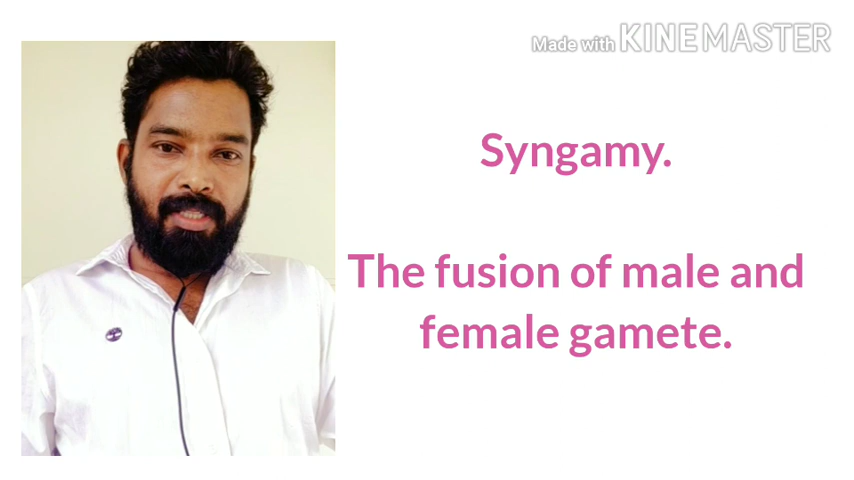 Made with KINEMASTER
Syngamy.
The fusion of male and
female gamete.